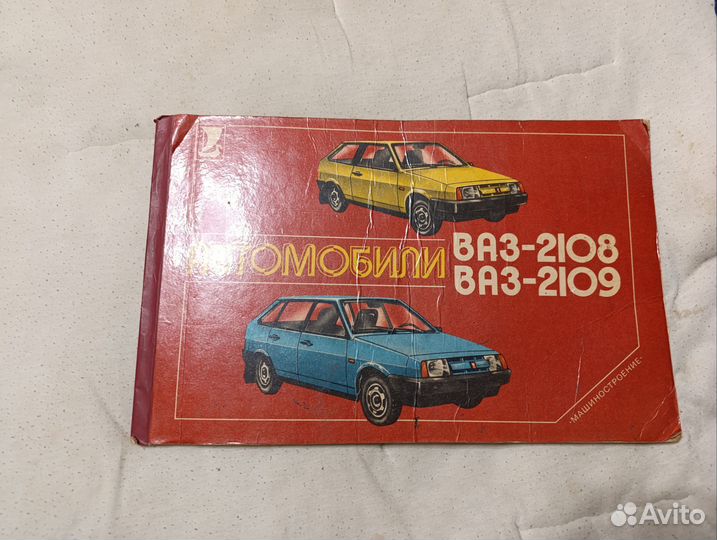 АВТОМОБИЛИ
ВАЗ-2108
ВАЗ-2109
·МАШИНОСТРОЕНИЕ·
Avito